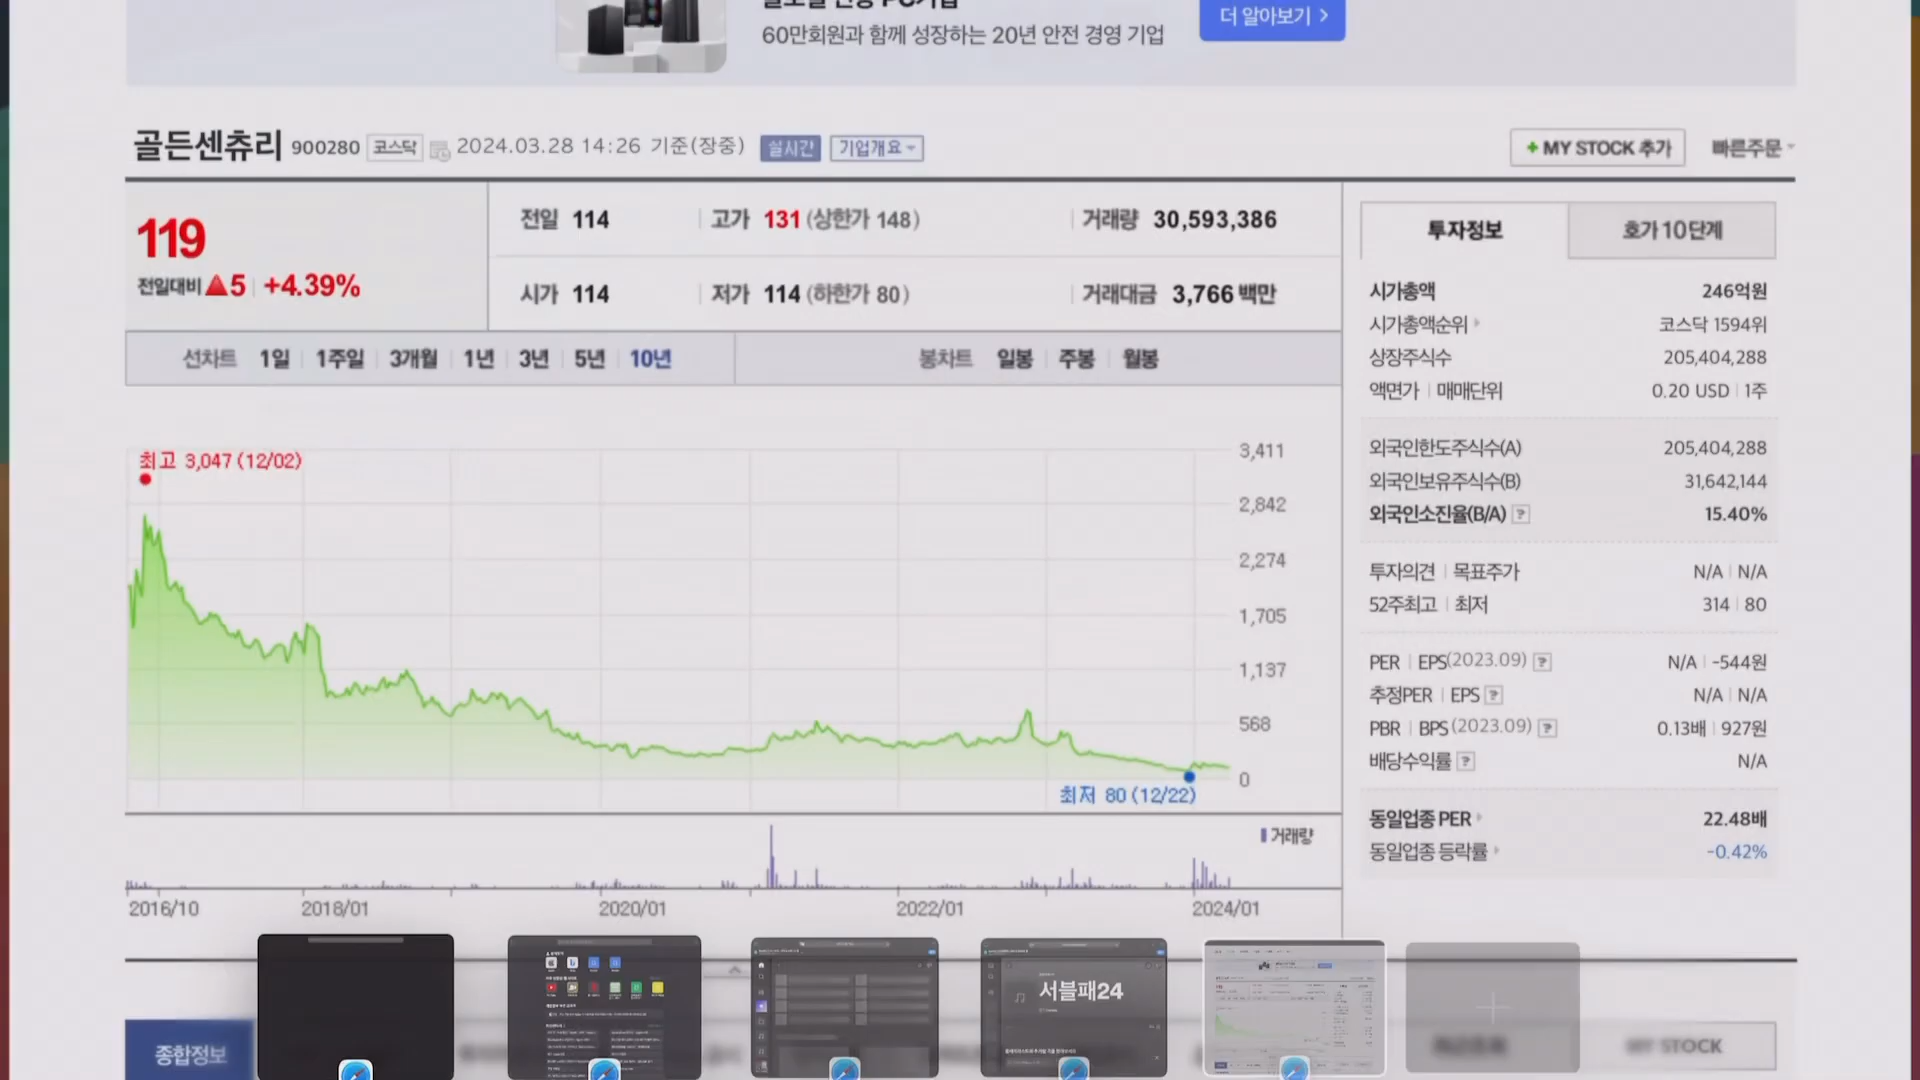 60만회원과 함께 성장하는 20년 안전 경영 기업
더 알아보기 >
골든센츄리 900280 코스닥 2024.03.28 14:26 기준(장중) 실시간 기업개요
+ MY STOCK 추가 빠른주문
119
전일대비 ▲5 +4.39%
전일 114 고가 131 (상한가 148) 거래량 30,593,386
시가 114 저가 114 (하한가 80) 거래대금 3,766 백만
선차트 1일 1주일 3개월 1년 3년 5년 10년 봉차트 일봉 주봉 월봉
최고 3,047 (12/02)
3,411
2,842
2,274
1,705
1,137
568
0
최저 80 (12/22)
거래량
2016/10 2018/01 2020/01 2022/01 2024/01
투자정보 호가 10단계
시가총액 246억원
시가총액순위 코스닥 1594위
상장주식수 205,404,288
액면가 매매단위 0.20 USD 1주
외국인한도주식수(A) 205,404,288
외국인보유주식수(B) 31,642,144
외국인소진율(B/A) ? 15.40%
투자의견 목표주가 N/A N/A
52주최고 최저 314 80
PER EPS(2023.09) ? N/A -544원
추정PER EPS ? N/A N/A
PBR BPS (2023.09) ? 0.13배 927원
배당수익률 ? N/A
동일업종 PER 22.48배
동일업종 등락률 -0.42%
서블패24
종합정보
MY STOCK